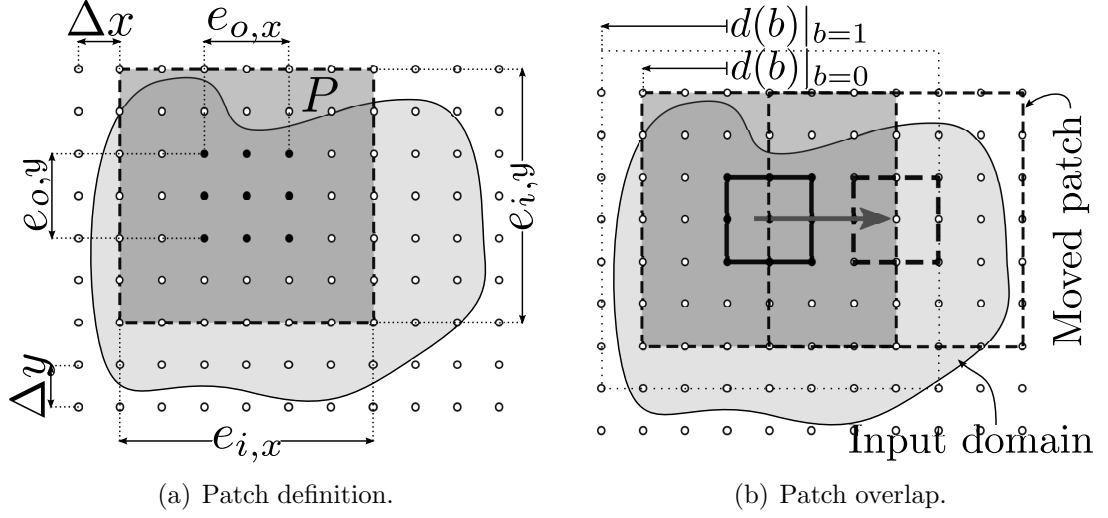 Δx
e_{o,x}
P
e_{o,y}
e_{i,y}
Δy
e_{i,x}
(a) Patch definition.
d(b)|_{b=1}
d(b)|_{b=0}
Moved patch
Input domain
(b) Patch overlap.